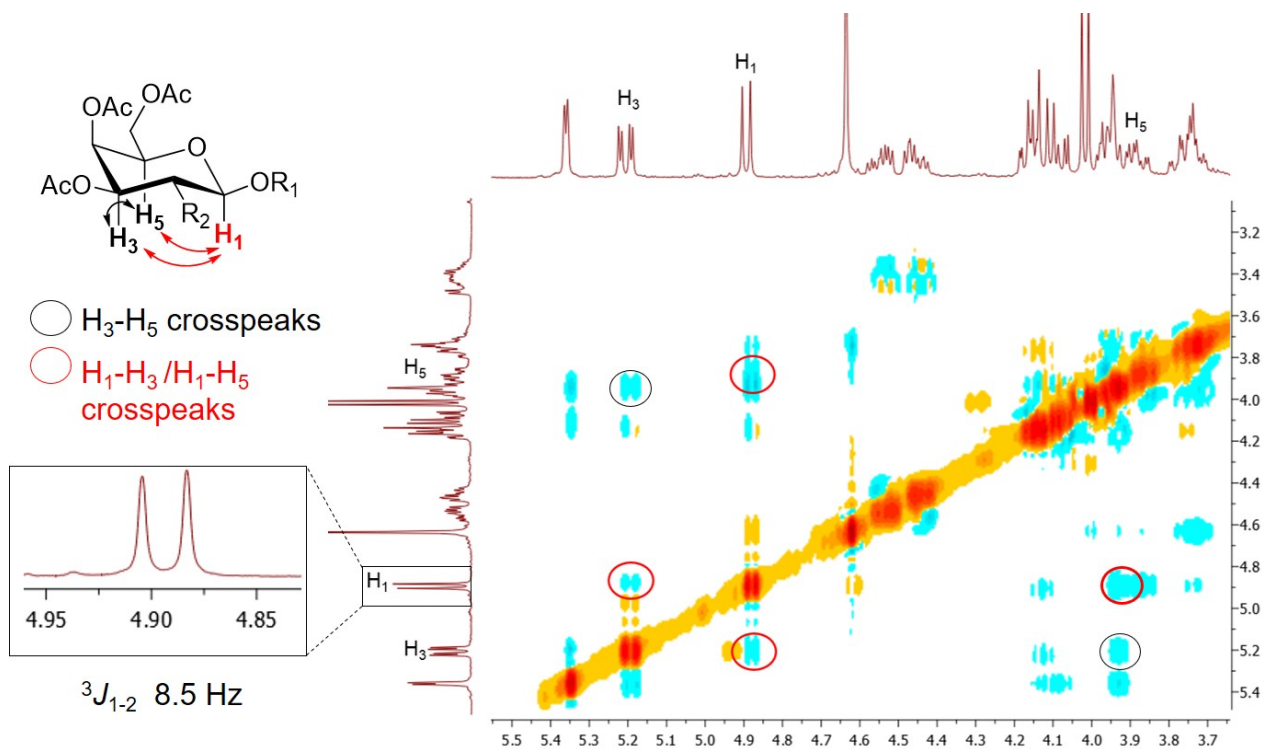 OAc
OAc
O
AcO
OR₁
H₅
R₂
H₃
H₁
H₃-H₅ crosspeaks
H₁-H₃ /H₁-H₅
crosspeaks
4.95 4.90 4.85
³J₁₋₂ 8.5 Hz
H₃
H₁
H₅
H₅
H₁
H₃
3.2
3.4
3.6
3.8
4.0
4.2
4.4
4.6
4.8
5.0
5.2
5.4
5.5 5.4 5.3 5.2 5.1 5.0 4.9 4.8 4.7 4.6 4.5 4.4 4.3 4.2 4.1 4.0 3.9 3.8 3.7